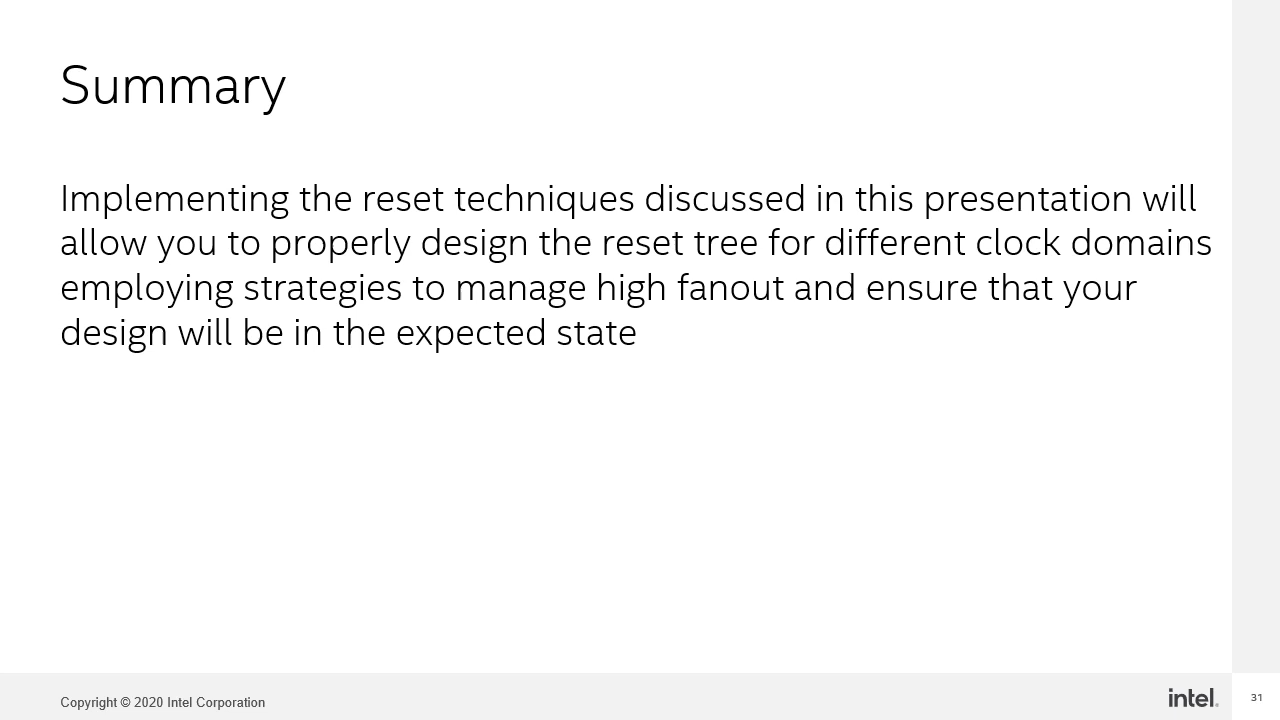 Summary
Implementing the reset techniques discussed in this presentation will
allow you to properly design the reset tree for different clock domains
employing strategies to manage high fanout and ensure that your
design will be in the expected state
Copyright © 2020 Intel Corporation
intel.
31